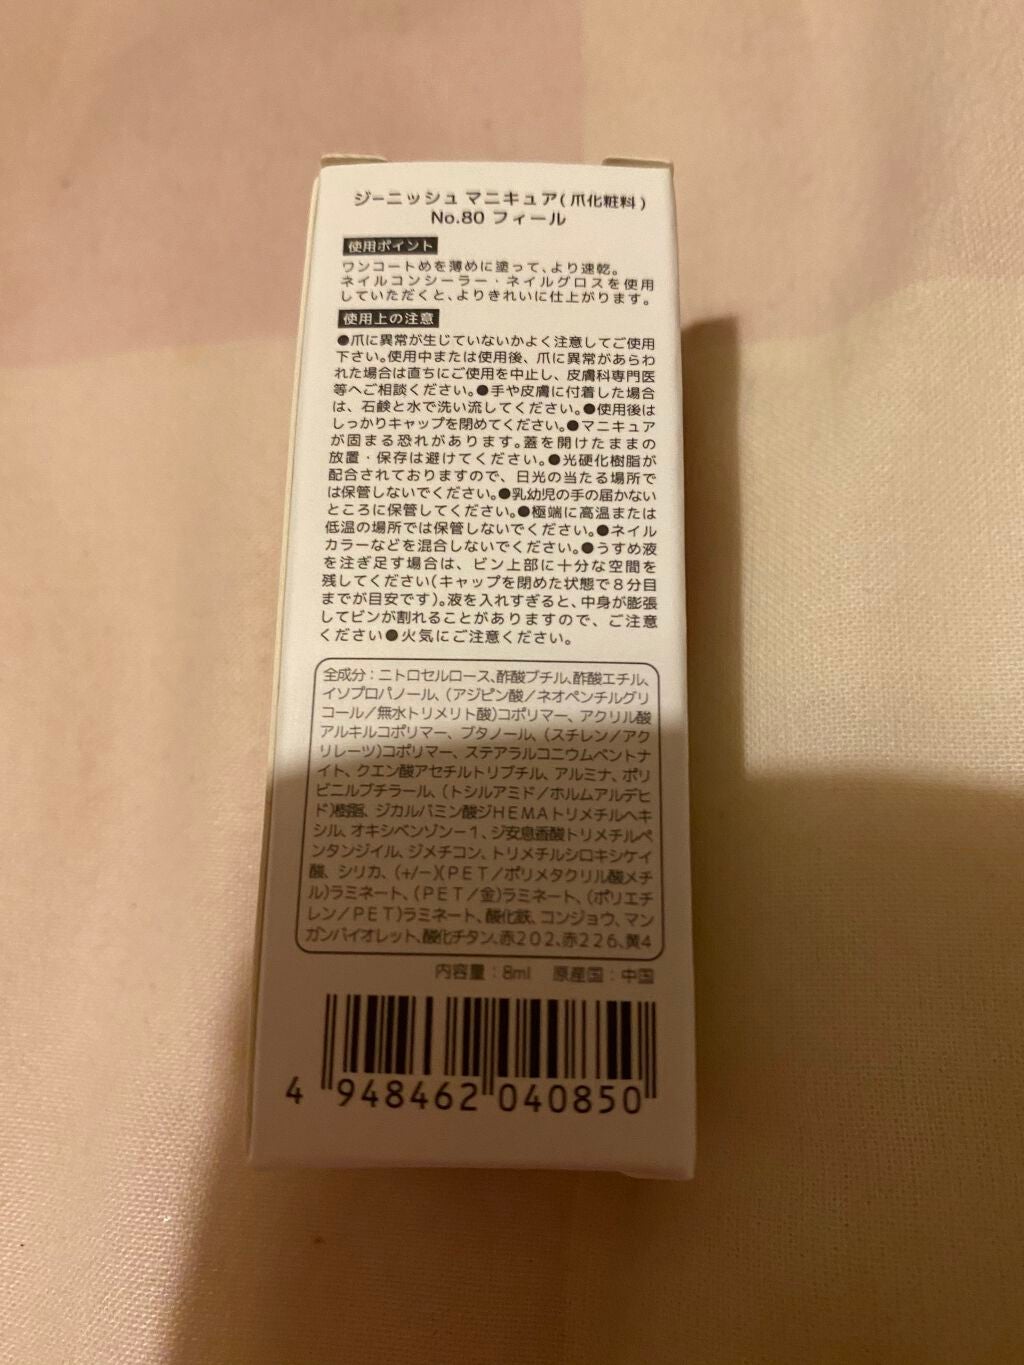 ジーニッシュ マニキュア(爪化粧料)
No.80 フィール
使用ポイント
ワンコートめを薄めに塗って、より速乾。
ネイルコンシーラー・ネイルグロスを使用
していただくと、よりきれいに仕上がります。
使用上の注意
●爪に異常が生じていないかよく注意してご使用
下さい。使用中または使用後、爪に異常があらわ
れた場合は直ちにご使用を中止し、皮膚科専門医
等へご相談ください。●手や皮膚に付着した場合
は、石鹸と水で洗い流してください。●使用後は
しっかりキャップを閉めてください。●マニキュア
が固まる恐れがあります。蓋を開けたままの
放置・保存は避けてください。●光硬化樹脂が
配合されておりますので、日光の当たる場所で
は保管しないでください。●乳幼児の手の届かない
ところに保管してください。●極端に高温または
低温の場所では保管しないでください。●ネイル
カラーなどを混合しないでください。●うすめ液
を注ぎ足す場合は、ビン上部に十分な空間を
残してください(キャップを閉めた状態で8分目
までが目安です)。液を入れすぎると、中身が膨張
してビンが割れることがありますので、ご注意
ください●火気にご注意ください。
全成分：ニトロセルロース、酢酸ブチル、酢酸エチル、
イソプロパノール、(アジピン酸/ネオペンチルグリ
コール/無水トリメリト酸)コポリマー、アクリル酸
アルキルコポリマー、ブタノール、(スチレン/アク
リレーツ)コポリマー、ステアラルコニウムベントナ
イト、クエン酸アセチルトリブチル、アルミナ、ポリ
ビニルブチラール、(トシルアミド/ホルムアルデヒ
ド)樹脂、ジカルバミン酸ジHEMAトリメチルヘキ
シル、オキシベンゾン-1、ジ安息香酸トリメチルペ
ンタンジイル、ジメチコン、トリメチルシロキシケイ
酸、シリカ、(+/-)(PET/ポリメタクリル酸メチ
ル)ラミネート、(PET/金)ラミネート、(ポリエチ
レン/PET)ラミネート、酸化鉄、コンジョウ、マン
ガンバイオレット、酸化チタン、赤202、赤226、黄4
内容量：8ml 原産国：中国
4 948462 040850